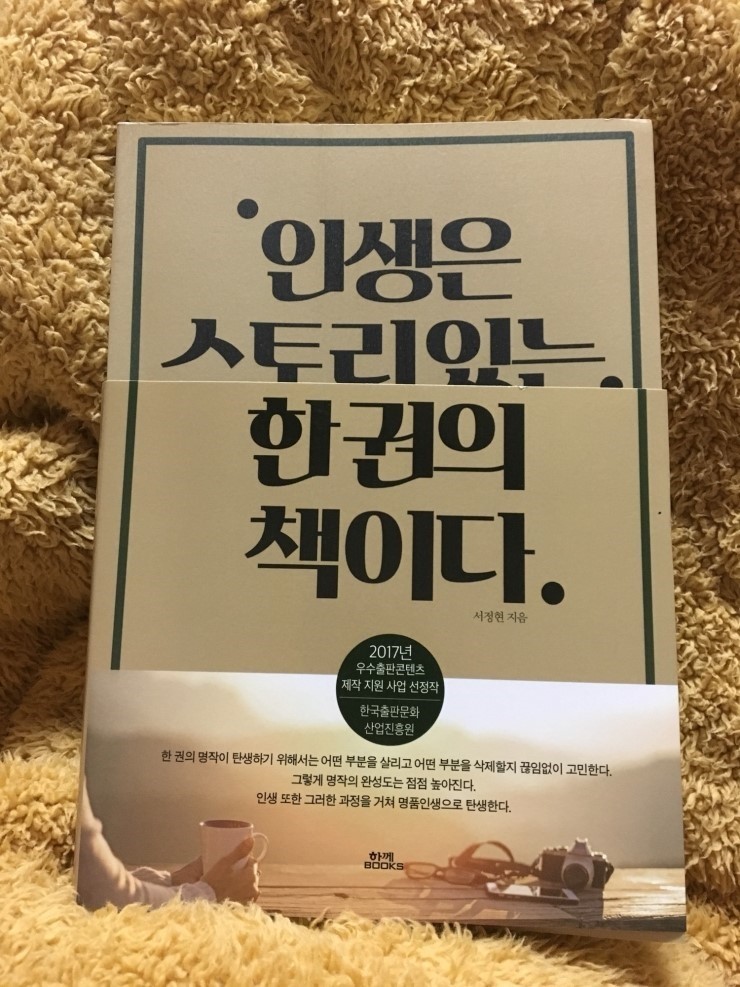 인생은
스토리 있는
한 권의
책이다.
서정현 지음
2017년
우수출판콘텐츠
제작 지원 사업 선정작
한국출판문화
산업진흥원
한 권의 명작이 탄생하기 위해서는 어떤 부분을 살리고 어떤 부분을 삭제할지 끊임없이 고민한다.
그렇게 명작의 완성도는 점점 높아진다.
인생 또한 그러한 과정을 거쳐 명품인생으로 탄생한다.
하께
BOOKS